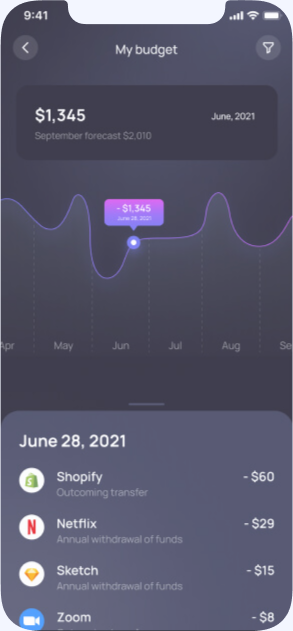 9:41
My budget
$1,345 June, 2021
September forecast $2,010
- $1,345
June 28, 2021
Apr May Jun Jul Aug Se
June 28, 2021
Shopify - $60
Outcoming transfer
Netflix - $29
Annual withdrawal of funds
Sketch - $15
Annual withdrawal of funds
Zoom - $8